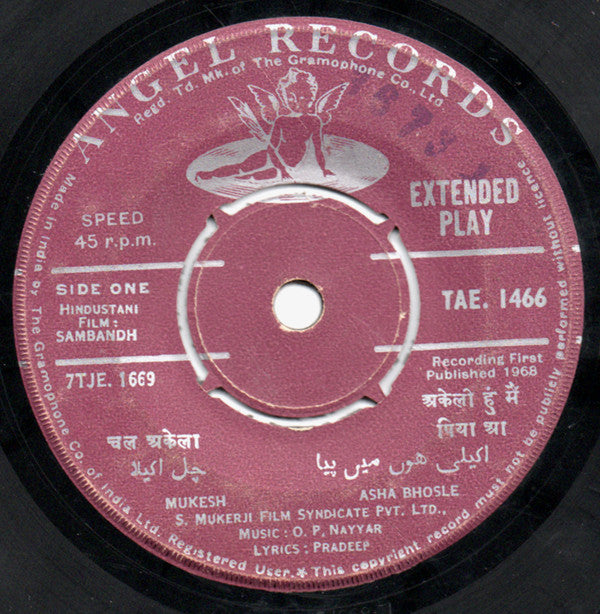 ANGEL RECORDS
Regd. Td. Mk. of The Gramophone Co., Ltd.
EXTENDED
PLAY
SPEED
45 r.p.m.
SIDE ONE
HINDUSTANI
FILM :
SAMBANDH
7TJE. 1669
TAE. 1466
Recording First
Published 1968
चल अकेला
چل اکیلا
MUKESH
अकेली हुं मैं
पिया आ
اکیلی هوں میں پیا
ASHA BHOSLE
S. MUKERJI FILM SYNDICATE PVT. LTD.,
MUSIC : O. P. NAYYAR
LYRICS : PRADEEP
Made in India by The Gramophone Co. of India Ltd. Registered User. ★ This copyright record must not be publicly performed without licence